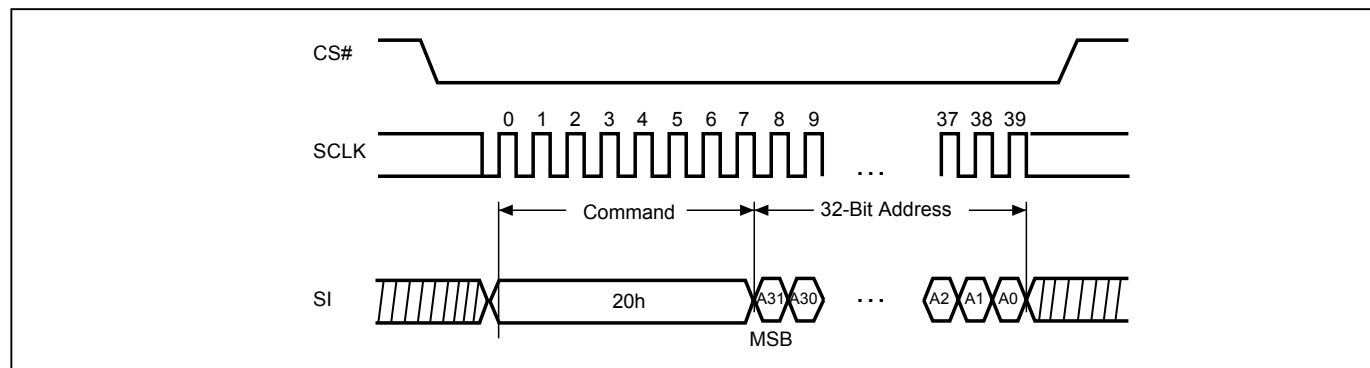 CS#
0 1 2 3 4 5 6 7 8 9 37 38 39
SCLK
...
Command 32-Bit Address
SI 20h A31 A30 ... A2 A1 A0
MSB